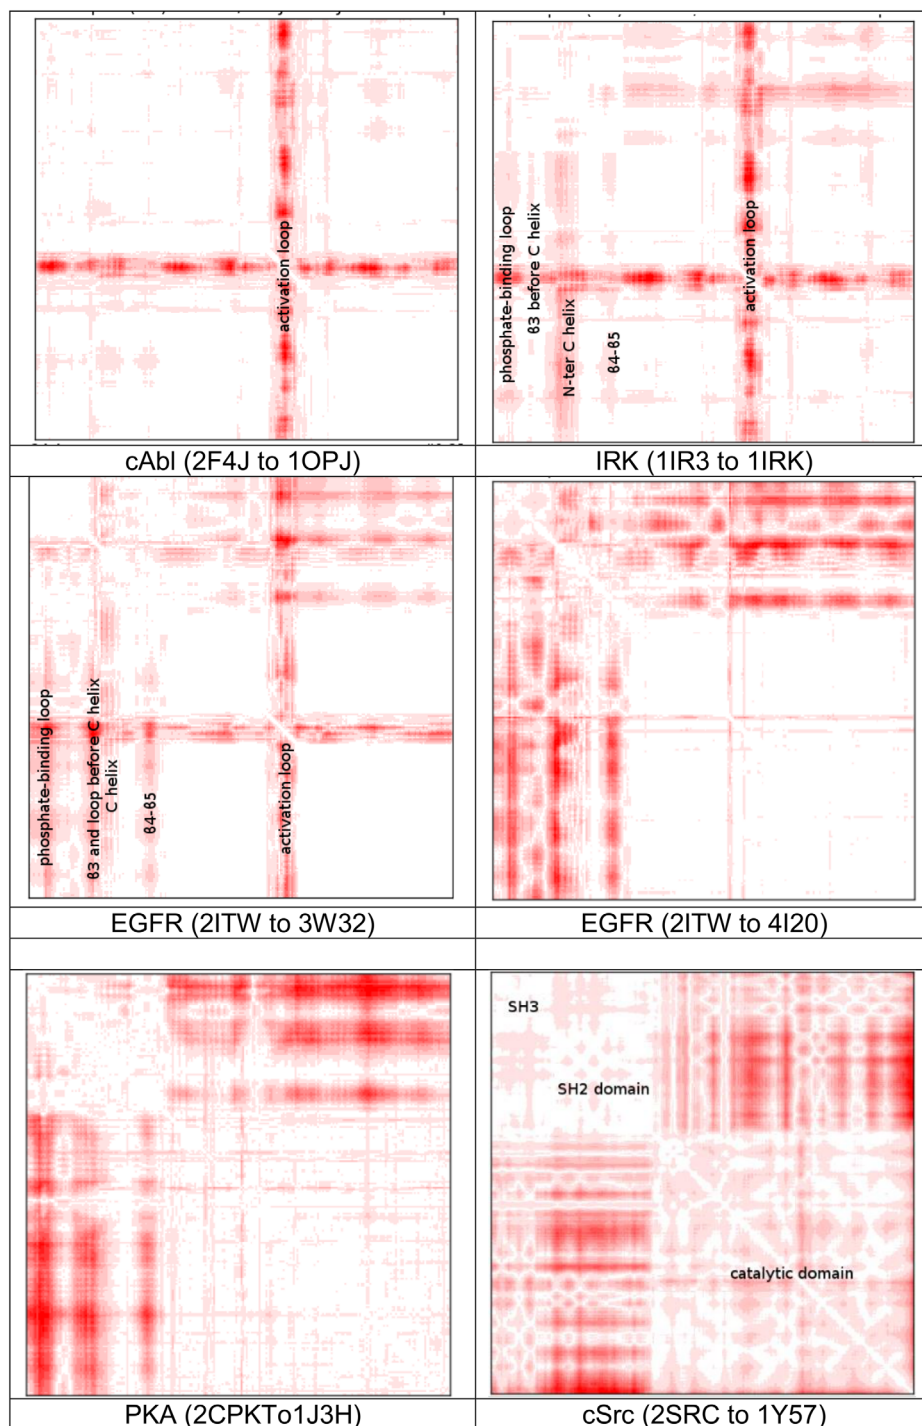 phosphate-binding loop
β3 before C helix
N-ter C helix
β4-β5
activation loop
activation loop
cAbl (2F4J to 1OPJ)
IRK (1IR3 to 1IRK)
phosphate-binding loop
β3 and loop before C helix
C helix
β4-β5
activation loop
EGFR (2ITW to 3W32)
EGFR (2ITW to 4I20)
SH3
SH2 domain
catalytic domain
PKA (2CPKTo1J3H)
cSrc (2SRC to 1Y57)